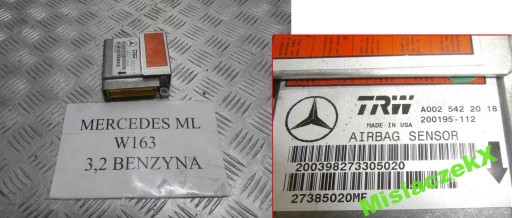 MERCEDES ML
W163
3,2 BENZYNA
TRW
A002 542 20 18
MADE IN USA
200195-112
AIRBAG SENSOR
200398273305020
27385020MF
MisiaczekX